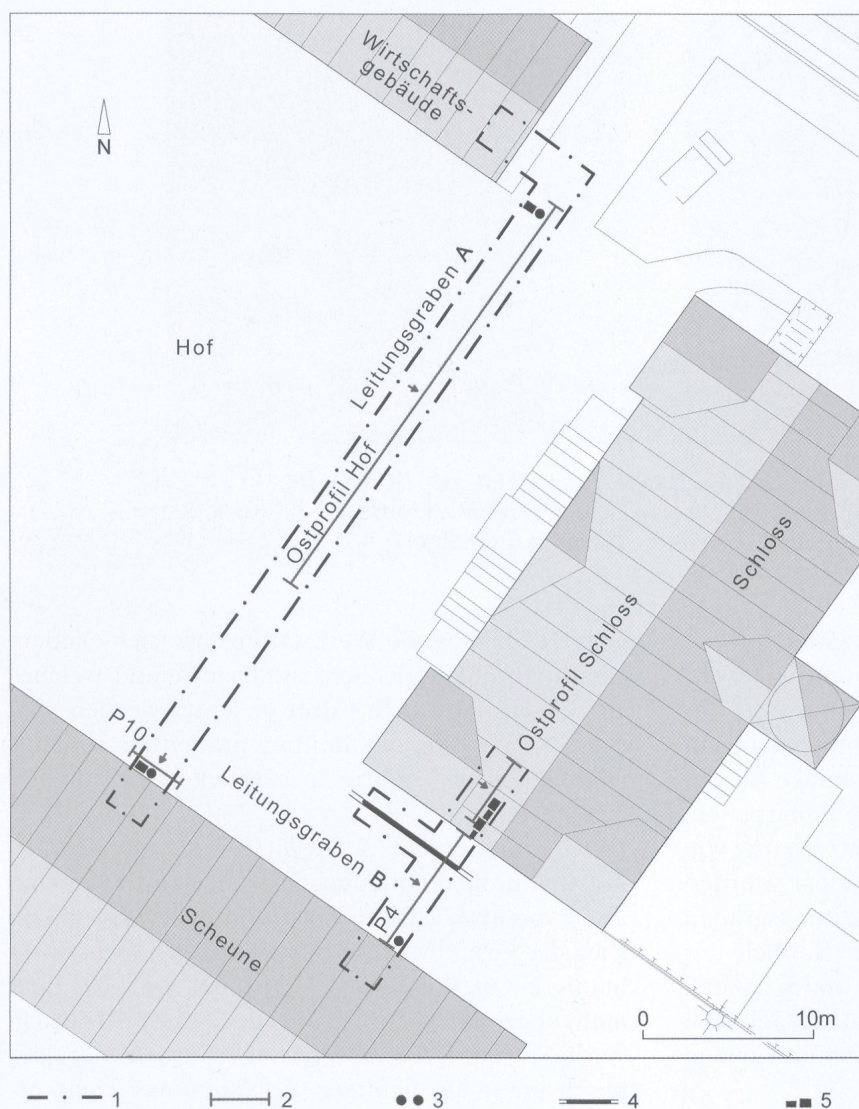 Wirtschafts-
gebäude
N
Leitungsgraben A
Hof
Ostprofil Hof
Schloss
Ostprofil Schloss
P10
Leitungsgraben B
P4
Scheune
0 10m
1 2 3 4 5